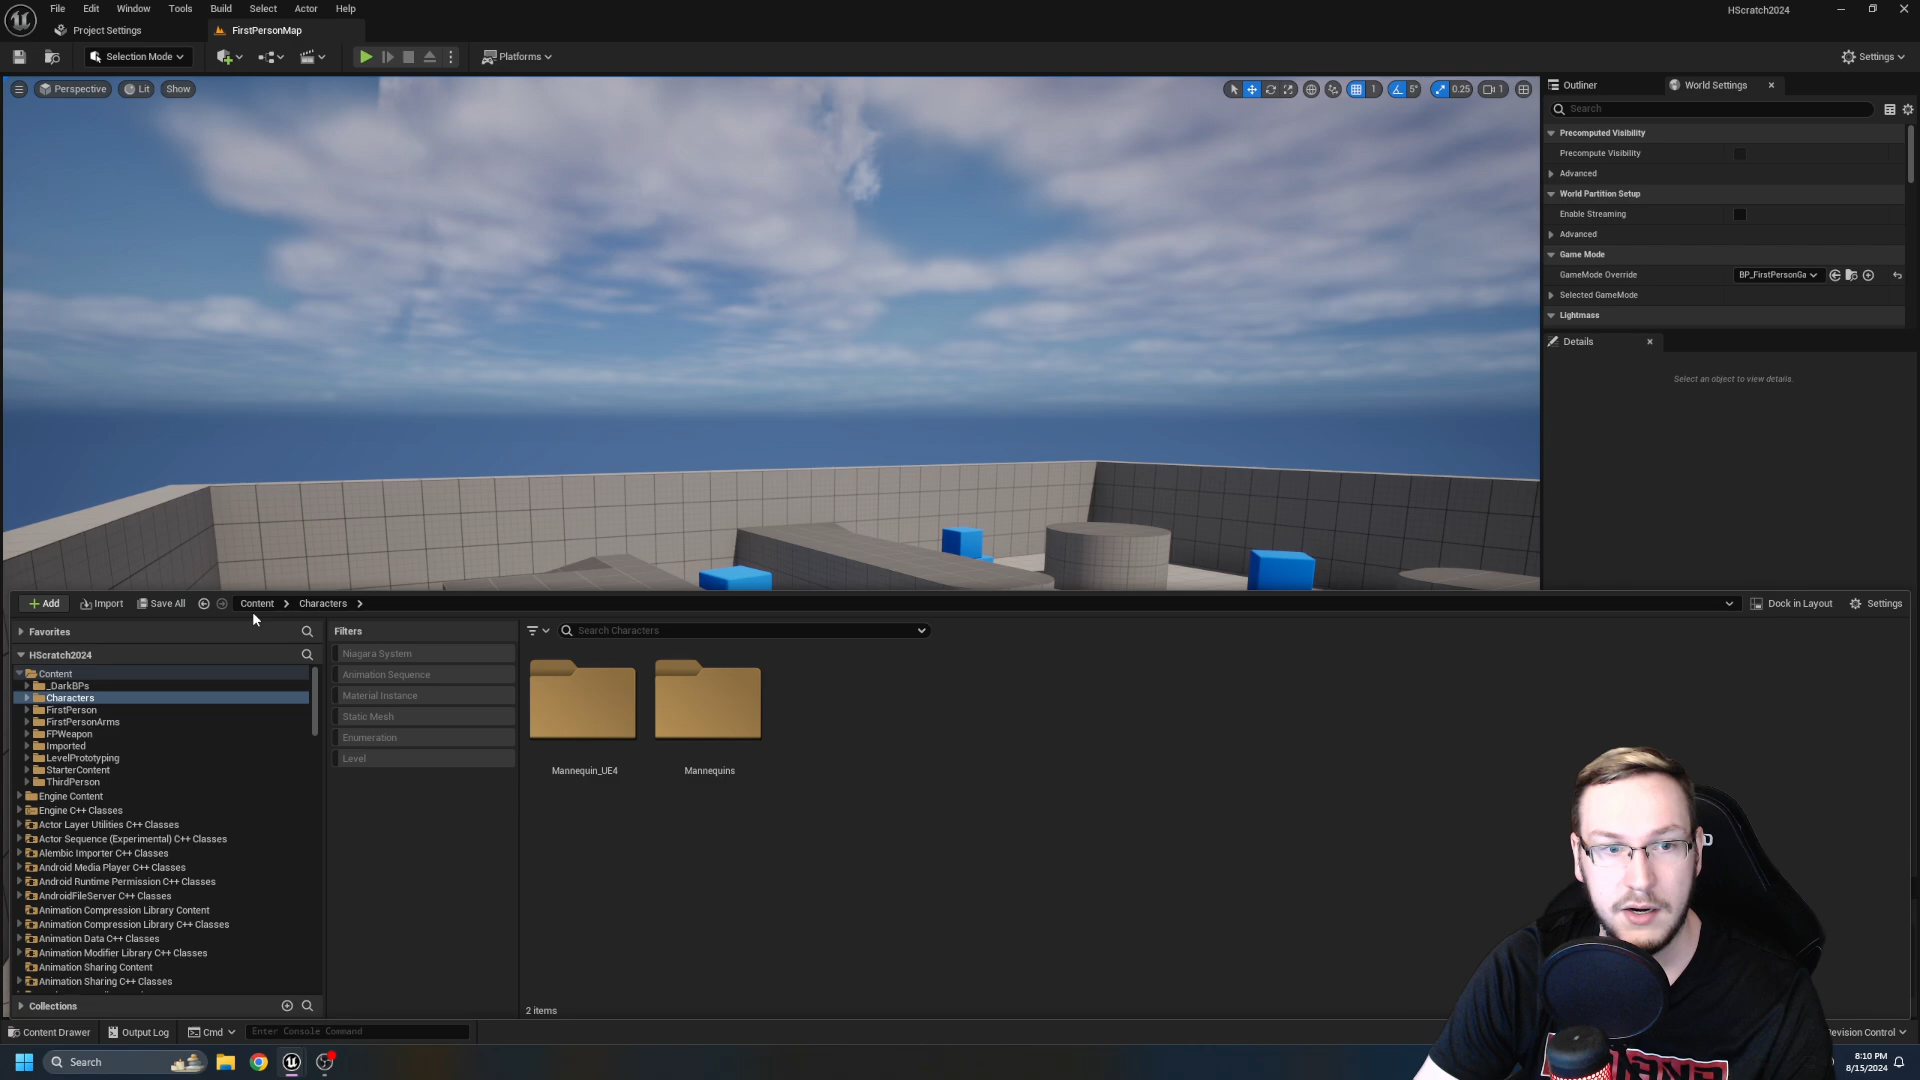 File Edit Window Tools Build Select Actor Help
HScratch2024
Project Settings
FirstPersonMap
Selection Mode
Platforms
Settings
Perspective Lit Show
1 5° 0.25 1
Outliner
World Settings
Search
Precomputed Visibility
Precompute Visibility
Advanced
World Partition Setup
Enable Streaming
Advanced
Game Mode
GameMode Override BP_FirstPersonGa
Selected GameMode
Lightmass
Details
Select an object to view details.
Add Import Save All Content Characters
Dock in Layout Settings
Favorites
HScratch2024
Content
_DarkBPs
Characters
FirstPerson
FirstPersonArms
FPWeapon
Imported
LevelPrototyping
StarterContent
ThirdPerson
Engine Content
Engine C++ Classes
Actor Layer Utilities C++ Classes
Actor Sequence (Experimental) C++ Classes
Alembic Importer C++ Classes
Android Media Player C++ Classes
Android Runtime Permission C++ Classes
AndroidFileServer C++ Classes
Animation Compression Library Content
Animation Compression Library C++ Classes
Animation Data C++ Classes
Animation Modifier Library C++ Classes
Animation Sharing Content
Animation Sharing C++ Classes
Collections
Filters
Niagara System
Animation Sequence
Material Instance
Static Mesh
Enumeration
Level
Search Characters
Mannequin_UE4
Mannequins
2 items
Content Drawer Output Log Cmd Enter Console Command
Revision Control
Search
8:10 PM
8/15/2024